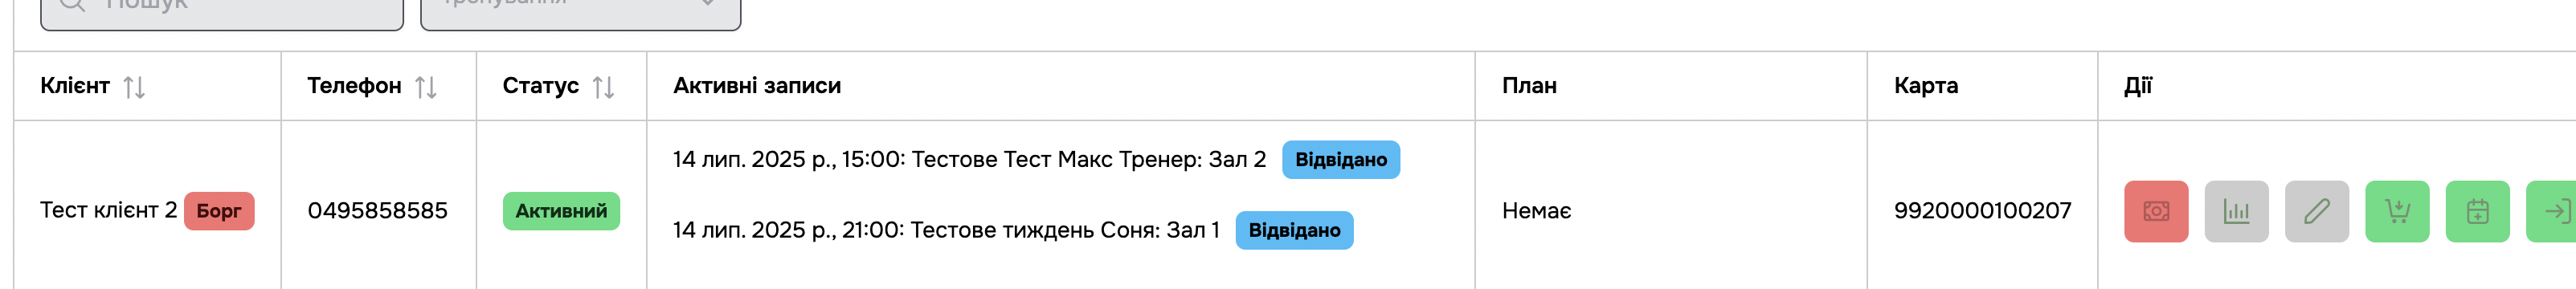 Пошук
Тренування
Клієнт
Телефон
Статус
Активні записи
План
Карта
Дії
Тест клієнт 2 Борг
0495858585
Активний
14 лип. 2025 р., 15:00: Тестове Тест Макс Тренер: Зал 2 Відвідано
14 лип. 2025 р., 21:00: Тестове тиждень Соня: Зал 1 Відвідано
Немає
9920000100207